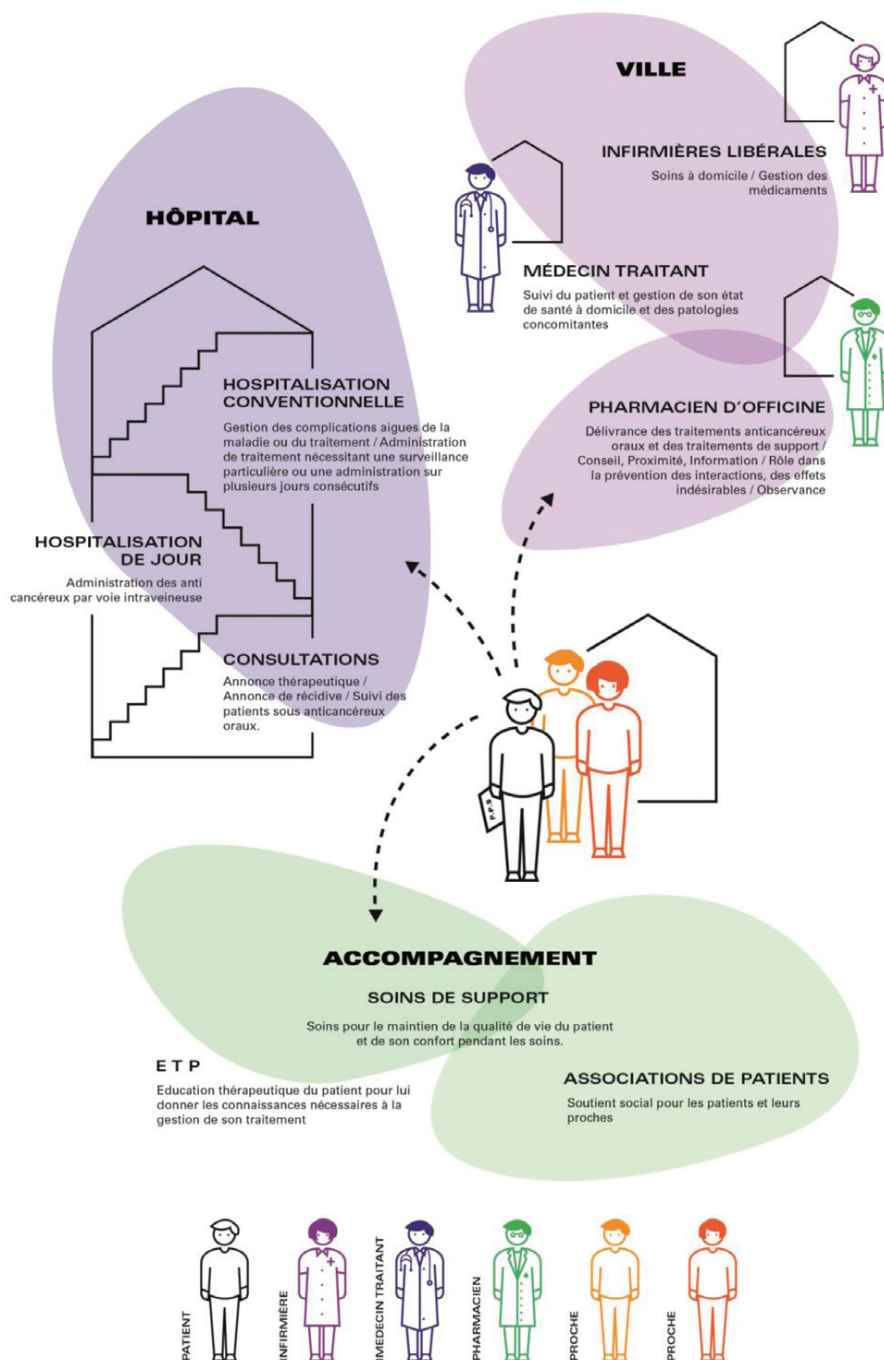 VILLE
INFIRMIÈRES LIBÉRALES
Soins à domicile / Gestion des
médicaments
MÉDECIN TRAITANT
Suivi du patient et gestion de son état
de santé à domicile et des patologies
concomitantes
PHARMACIEN D'OFFICINE
Délivrance des traitements anticancéreux
oraux et des traitements de support /
Conseil, Proximité, Information / Rôle dans
la prévention des interactions, des effets
indésirables / Observance
HÔPITAL
HOSPITALISATION
CONVENTIONNELLE
Gestion des complications aigues de la
maladie ou du traitement / Administration
de traitement nécessitant une surveillance
particulière ou une administration sur
plusieurs jours consécutifs
HOSPITALISATION
DE JOUR
Administration des anti
cancéreux par voie intraveineuse
CONSULTATIONS
Annonce thérapeutique /
Annonce de récidive / Suivi des
patients sous anticancéreux
oraux.
P.P.S
ACCOMPAGNEMENT
SOINS DE SUPPORT
Soins pour le maintien de la qualité de vie du patient
et de son confort pendant les soins.
E T P
Education thérapeutique du patient pour lui
donner les connaissances nécessaires à la
gestion de son traitement
ASSOCIATIONS DE PATIENTS
Soutient social pour les patients et leurs
proches
PATIENT
INFIRMIÈRE
MEDECIN TRAITANT
PHARMACIEN
PROCHE
PROCHE